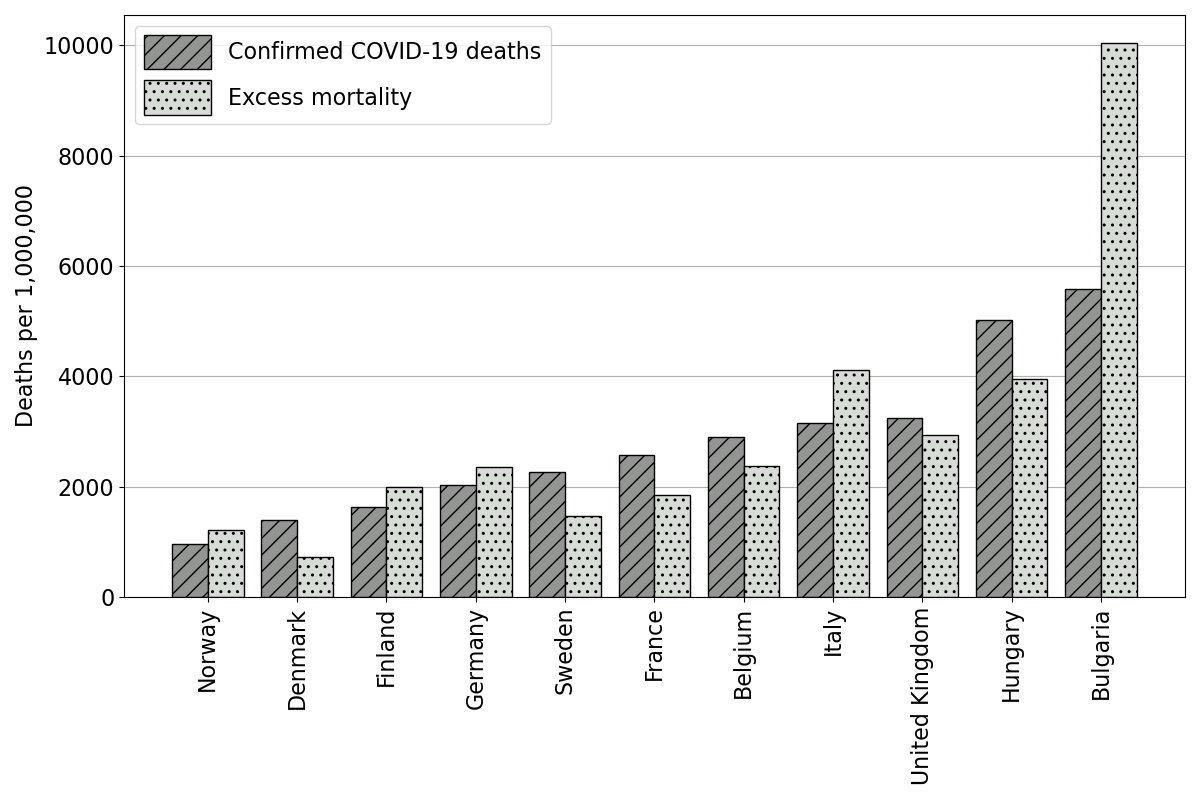 Confirmed COVID-19 deaths
Excess mortality
Deaths per 1,000,000
10000
8000
6000
4000
2000
0
Norway
Denmark
Finland
Germany
Sweden
France
Belgium
Italy
United Kingdom
Hungary
Bulgaria